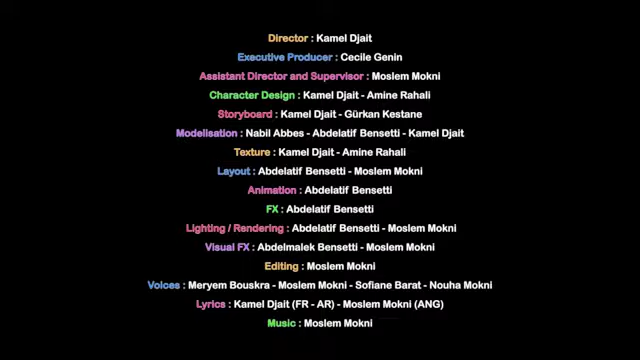 Director : Kamel Djait
Executive Producer : Cecile Genin
Assistant Director and Supervisor : Moslem Mokni
Character Design : Kamel Djait - Amine Rahali
Storyboard : Kamel Djait - Gürkan Kestane
Modelisation : Nabil Abbes - Abdelatif Bensetti - Kamel Djait
Texture : Kamel Djait - Amine Rahali
Layout : Abdelatif Bensetti - Moslem Mokni
Animation : Abdelatif Bensetti
FX : Abdelatif Bensetti
Lighting / Rendering : Abdelatif Bensetti - Moslem Mokni
Visual FX : Abdelmalek Bensetti - Moslem Mokni
Editing : Moslem Mokni
Voices : Meryem Bouskra - Moslem Mokni - Sofiane Barat - Nouha Mokni
Lyrics : Kamel Djait (FR - AR) - Moslem Mokni (ANG)
Music : Moslem Mokni